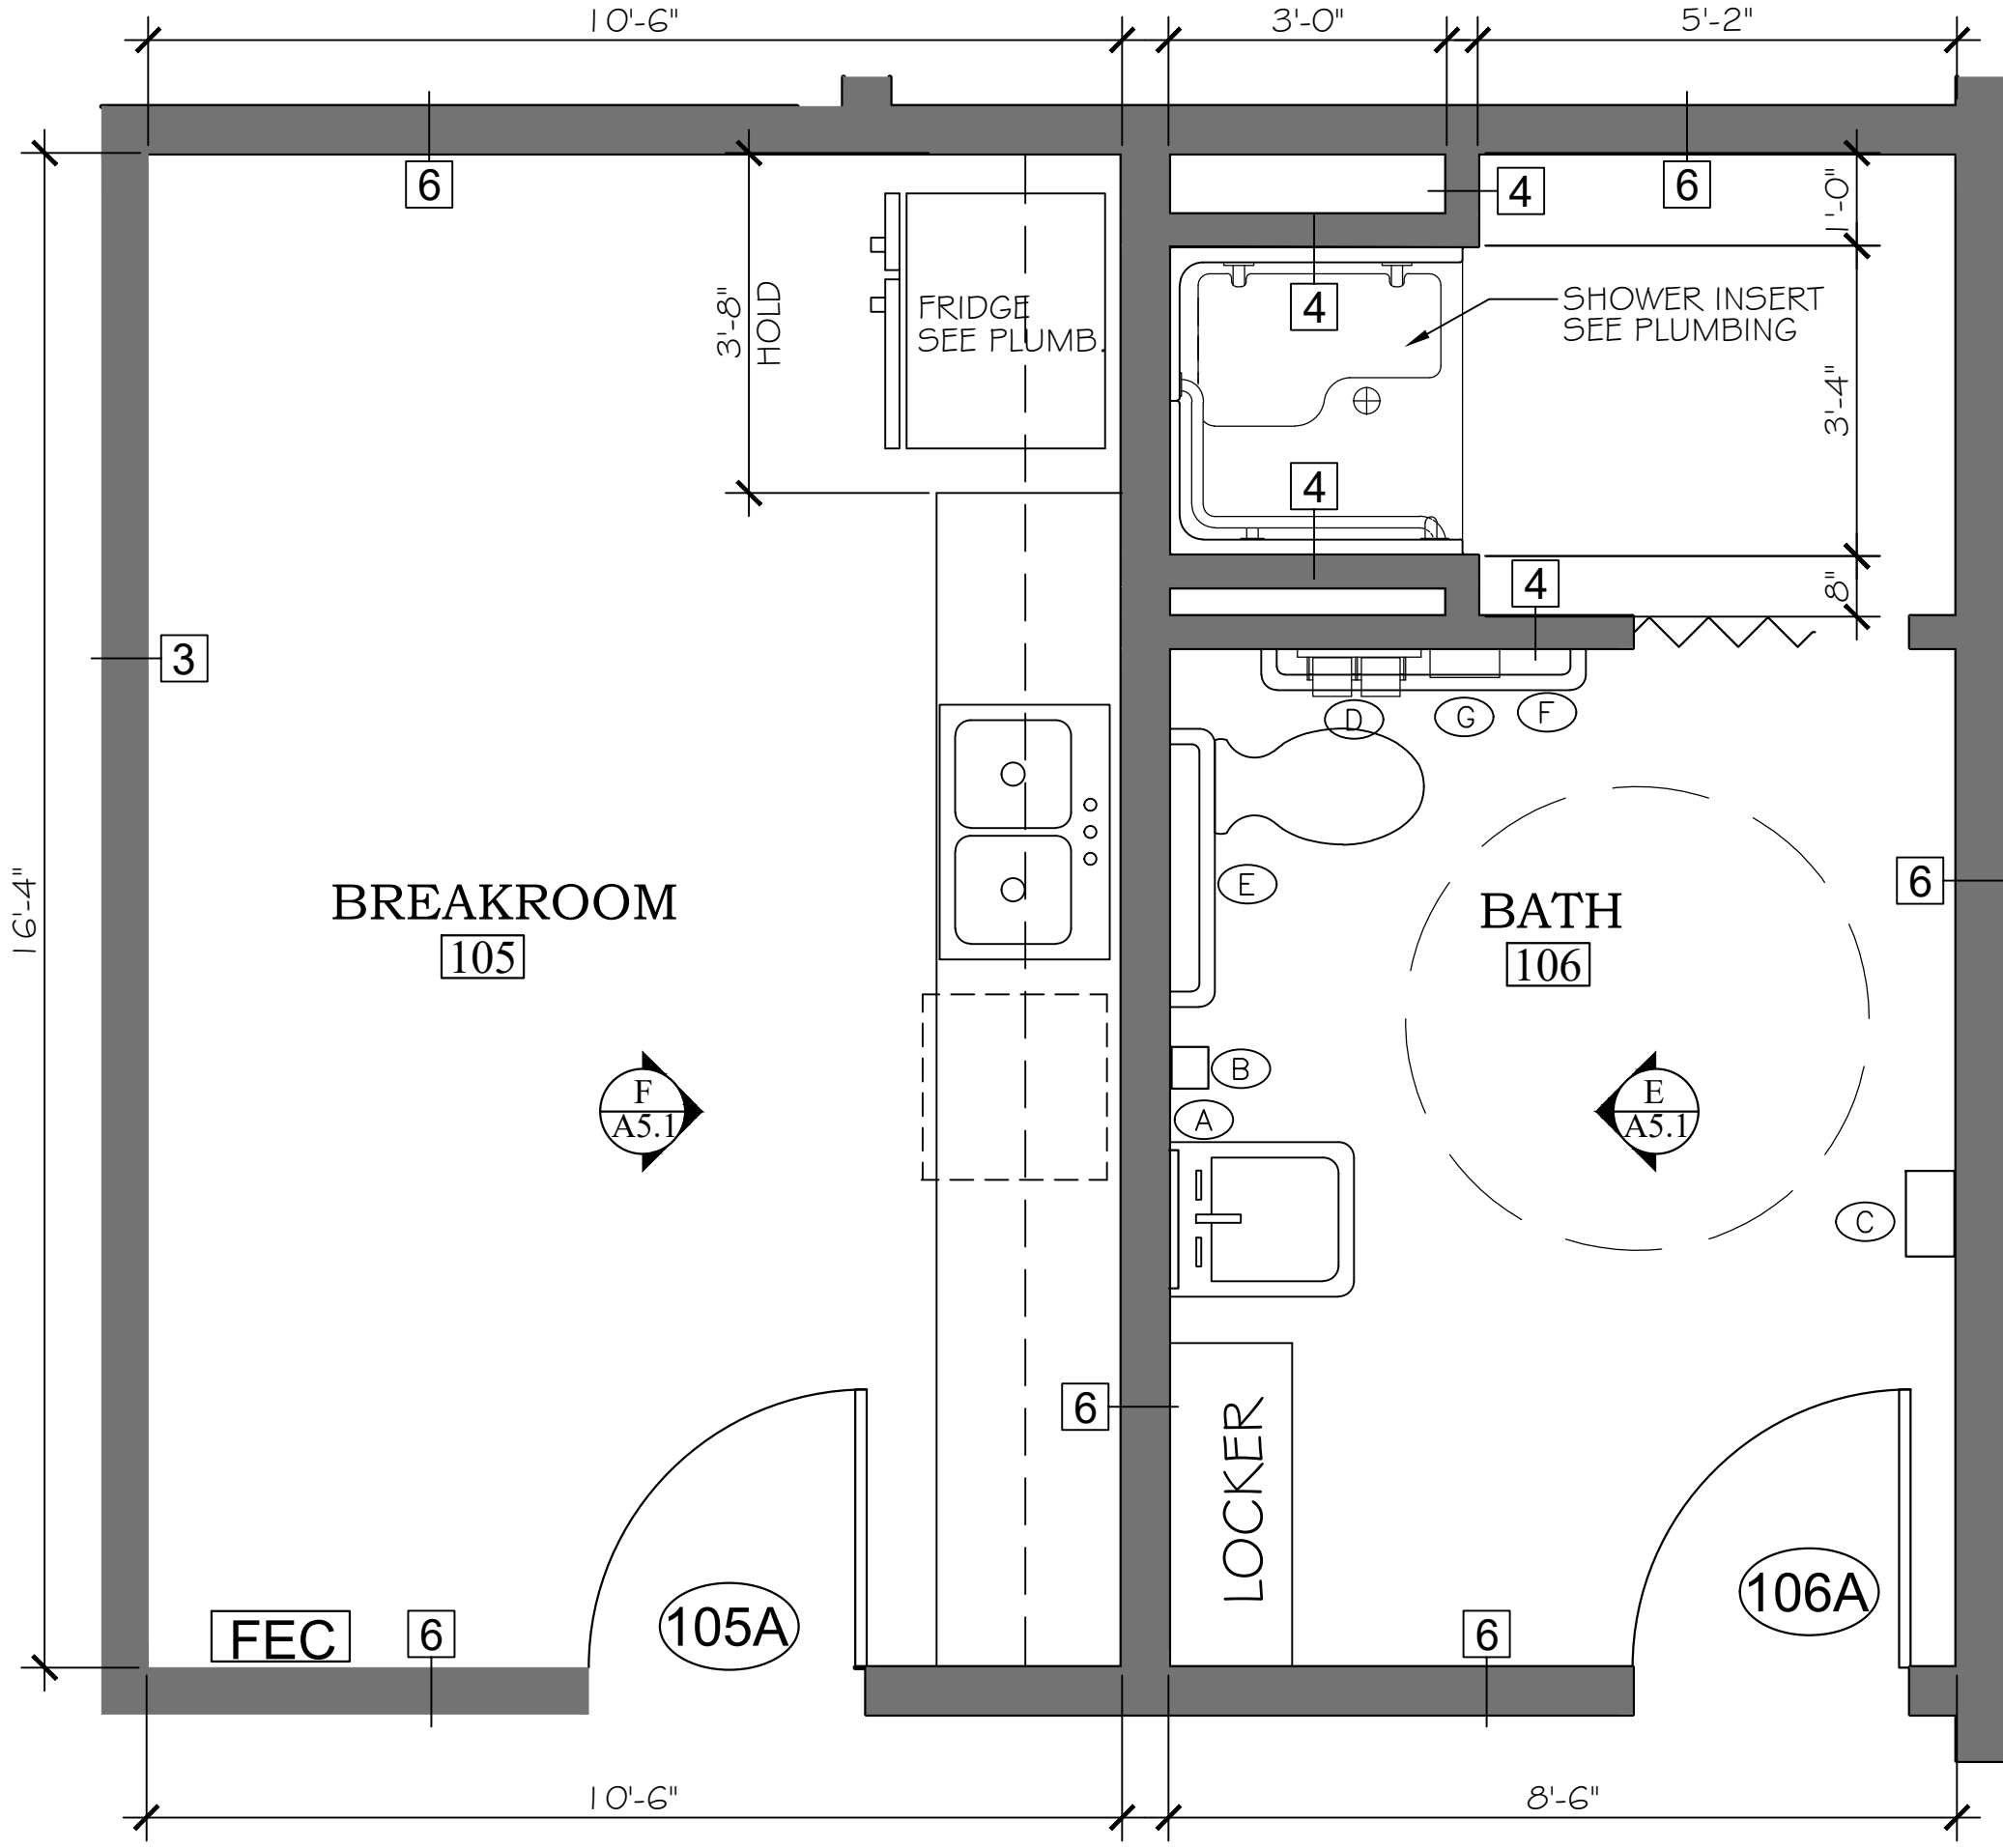 10'-6"
3'-0"
5'-2"
6
4
6
1'-0"
3'-8"
HOLD
FRIDGE
SEE PLUMB.
4
SHOWER INSERT
SEE PLUMBING
3'-4"
4
4
8"
3
D
G
F
16'-4"
BREAKROOM
105
E
BATH
106
6
F
A5.1
B
A
E
A5.1
C
6
LOCKER
FEC
6
105A
6
106A
10'-6"
8'-6"